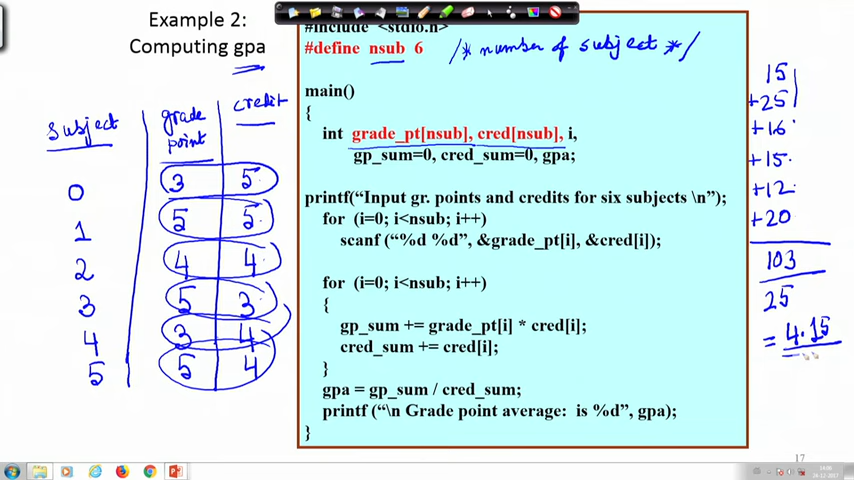 Example 2:
Computing gpa
subject grade point credit
0 3 5
1 5 5
2 4 4
3 5 3
4 3 4
5 5 4
#include <stdio.h>
#define nsub 6 /* number of subject */
main()
{
int grade_pt[nsub], cred[nsub], i,
gp_sum=0, cred_sum=0, gpa;
printf(“Input gr. points and credits for six subjects \n”);
for (i=0; i<nsub; i++)
scanf (“%d %d”, &grade_pt[i], &cred[i]);
for (i=0; i<nsub; i++)
{
gp_sum += grade_pt[i] * cred[i];
cred_sum += cred[i];
}
gpa = gp_sum / cred_sum;
printf (“\n Grade point average: is %d”, gpa);
}
15
+25
+16
+15
+12
+20
103
25
= 4.15
17